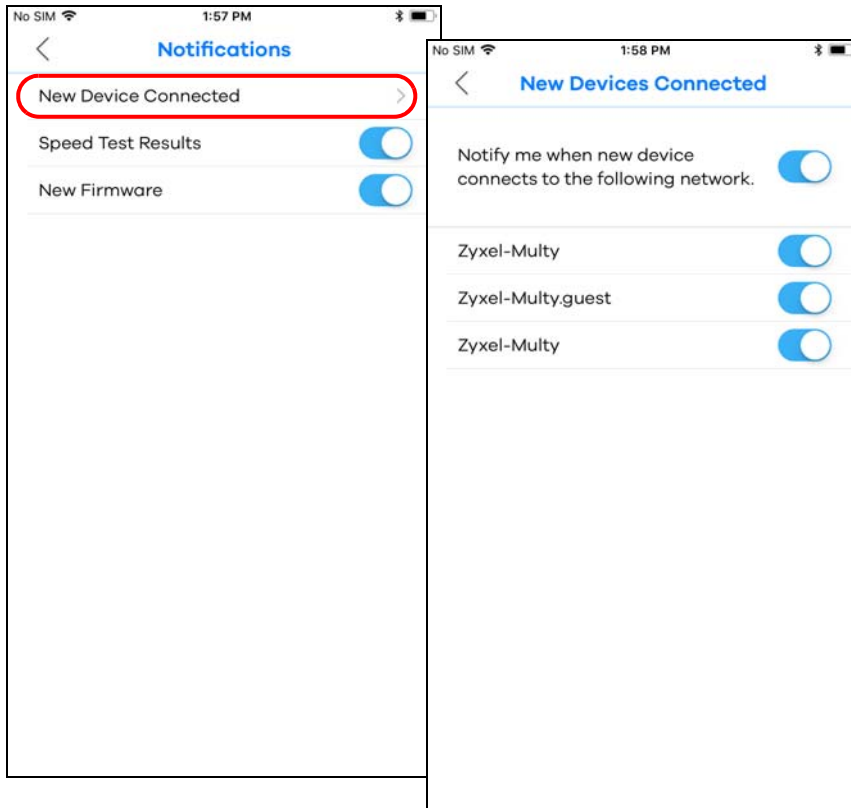 No SIM 1:57 PM
Notifications
New Device Connected
Speed Test Results
New Firmware
No SIM 1:58 PM
New Devices Connected
Notify me when new device
connects to the following network.
Zyxel-Multy
Zyxel-Multy.guest
Zyxel-Multy